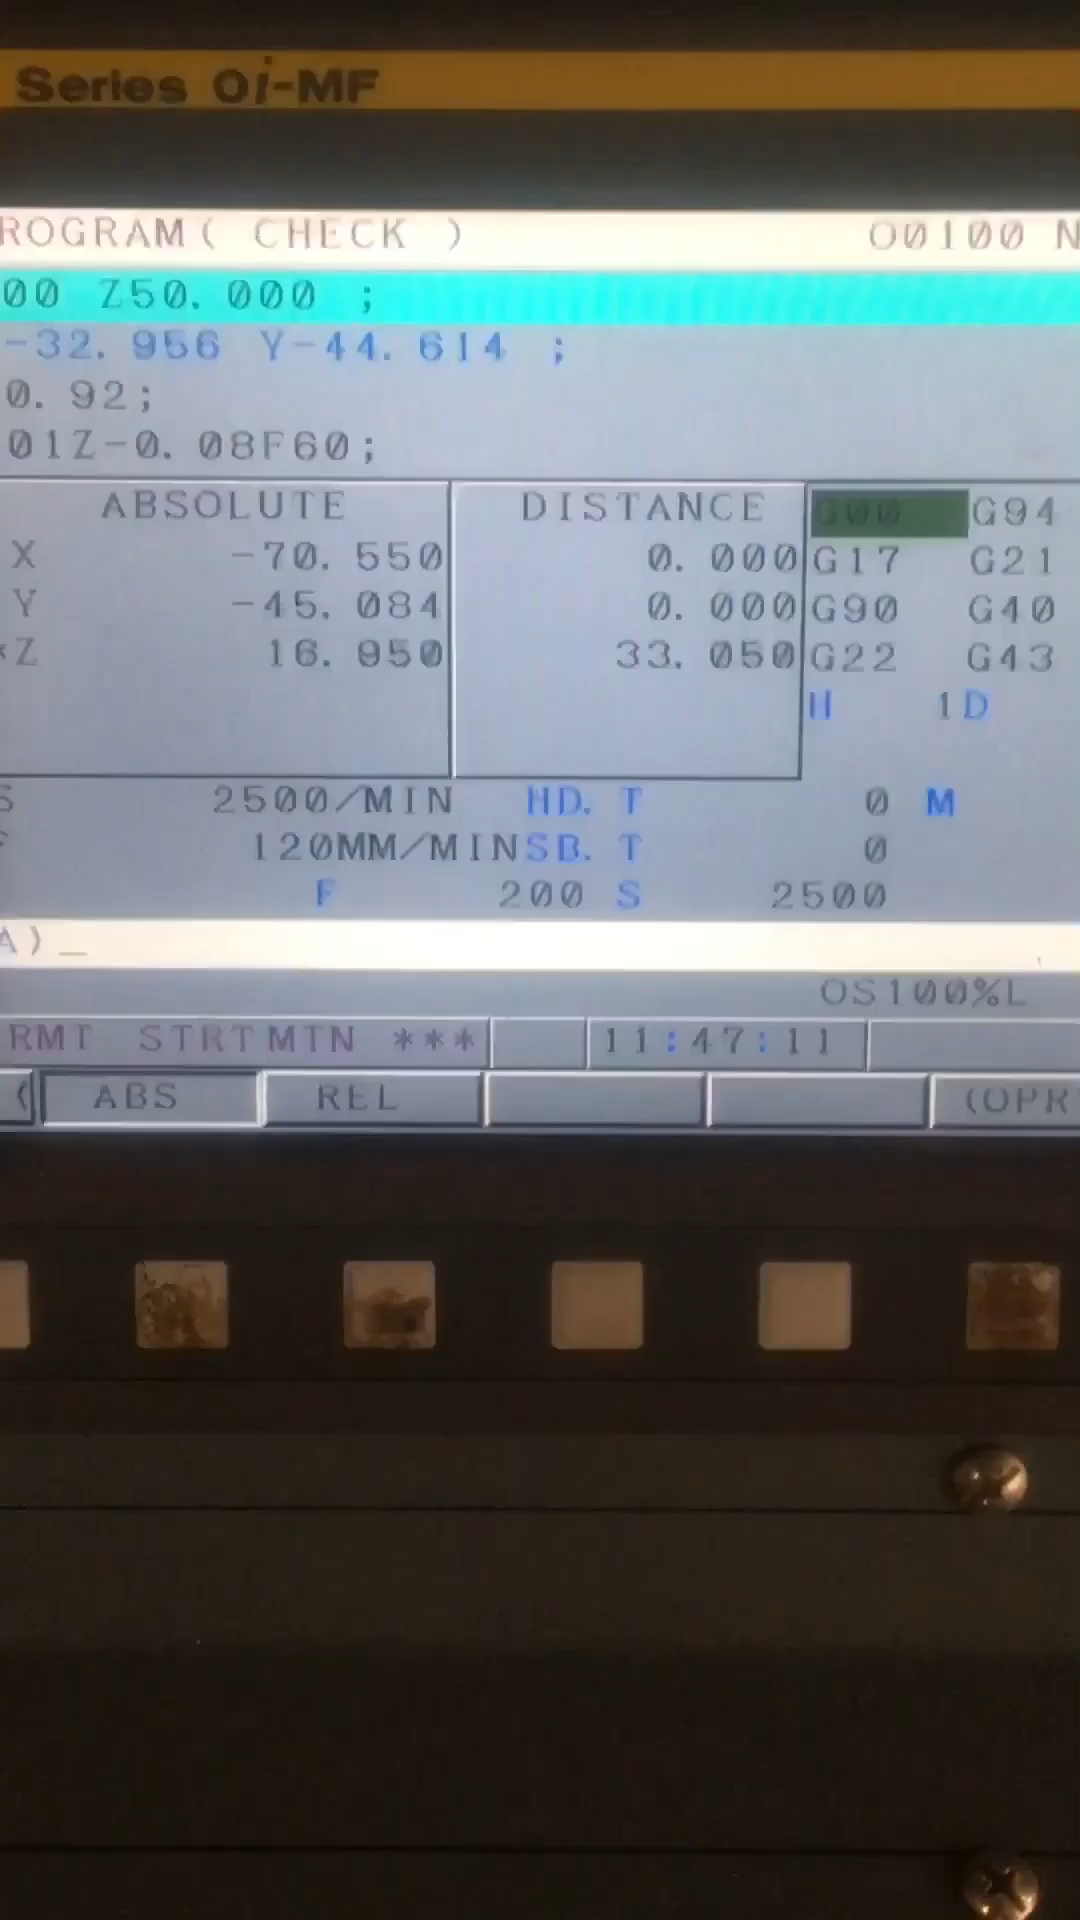 Series 0i-MF
ROGRAM( CHECK ) O0100 N
00 Z50. 000 ;
-32. 956 Y-44. 614 ;
0. 92;
01Z-0. 08F60;
ABSOLUTE DISTANCE G00 G94
X -70. 550 0. 000 G17 G21
Y -45. 084 0. 000 G90 G40
Z 16. 950 33. 050 G22 G43
H 1 D
S 2500/MIN HD. T 0 M
F 120MM/MIN SB. T 0
F 200 S 2500
A)_
OS100%L
RMT STRT MTN *** 11:47:11
( ABS REL (OPR